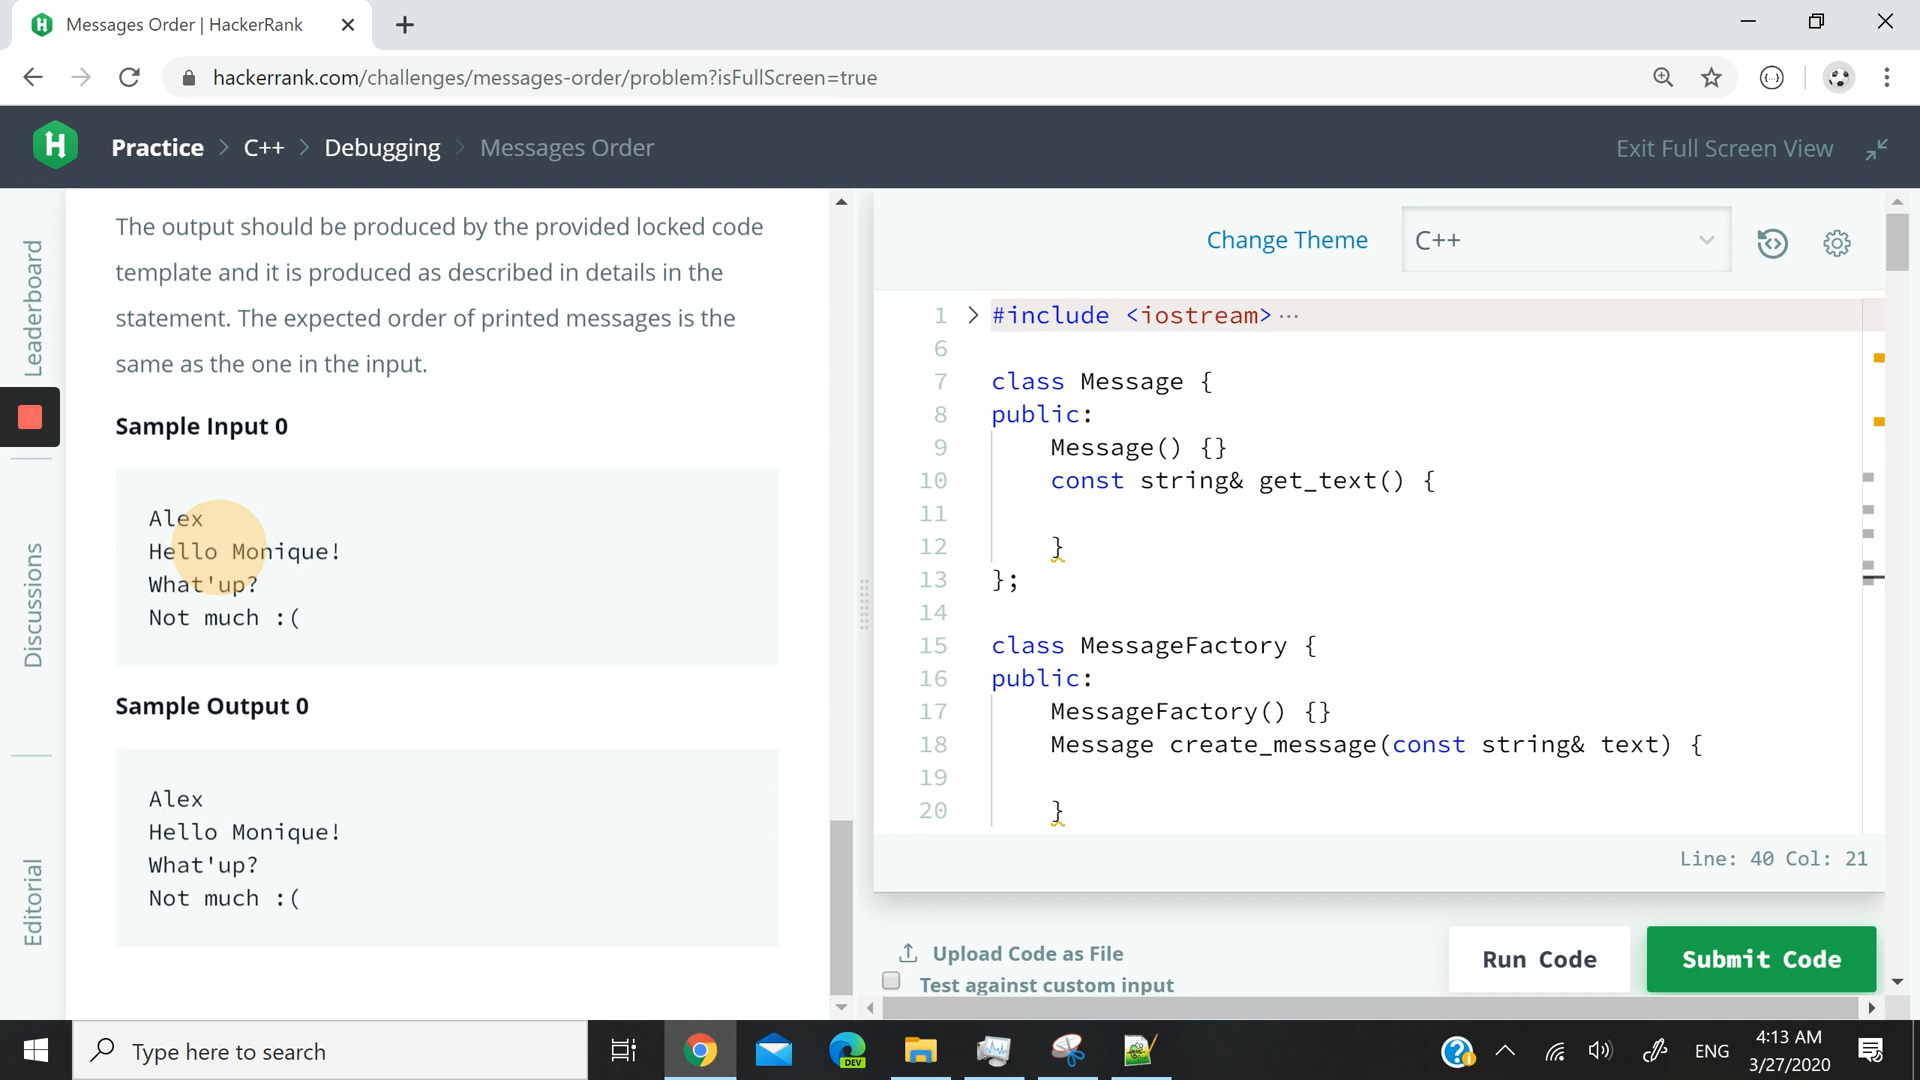 Messages Order | HackerRank
hackerrank.com/challenges/messages-order/problem?isFullScreen=true
Practice > C++ > Debugging > Messages Order
Exit Full Screen View
Leaderboard
Discussions
Editorial
The output should be produced by the provided locked code
template and it is produced as described in details in the
statement. The expected order of printed messages is the
same as the one in the input.
Sample Input 0
Alex
Hello Monique!
What'up?
Not much :(
Sample Output 0
Alex
Hello Monique!
What'up?
Not much :(
Change Theme
C++
1 > #include <iostream> ···
6
7 class Message {
8 public:
9 Message() {}
10 const string& get_text() {
11
12 }
13 };
14
15 class MessageFactory {
16 public:
17 MessageFactory() {}
18 Message create_message(const string& text) {
19
20 }
Line: 40 Col: 21
Upload Code as File
Test against custom input
Run Code
Submit Code
Type here to search
DEV
ENG
4:13 AM
3/27/2020